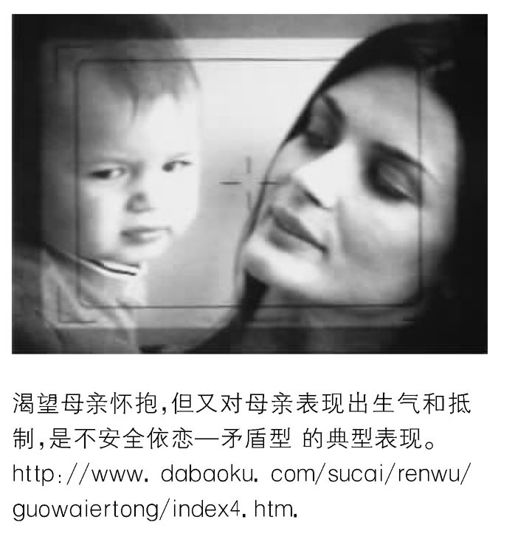 渴望母亲怀抱,但又对母亲表现出生气和抵
制,是不安全依恋—矛盾型 的典型表现。
http://www. dabaoku. com/sucai/renwu/
guowaiertong/index4. htm.